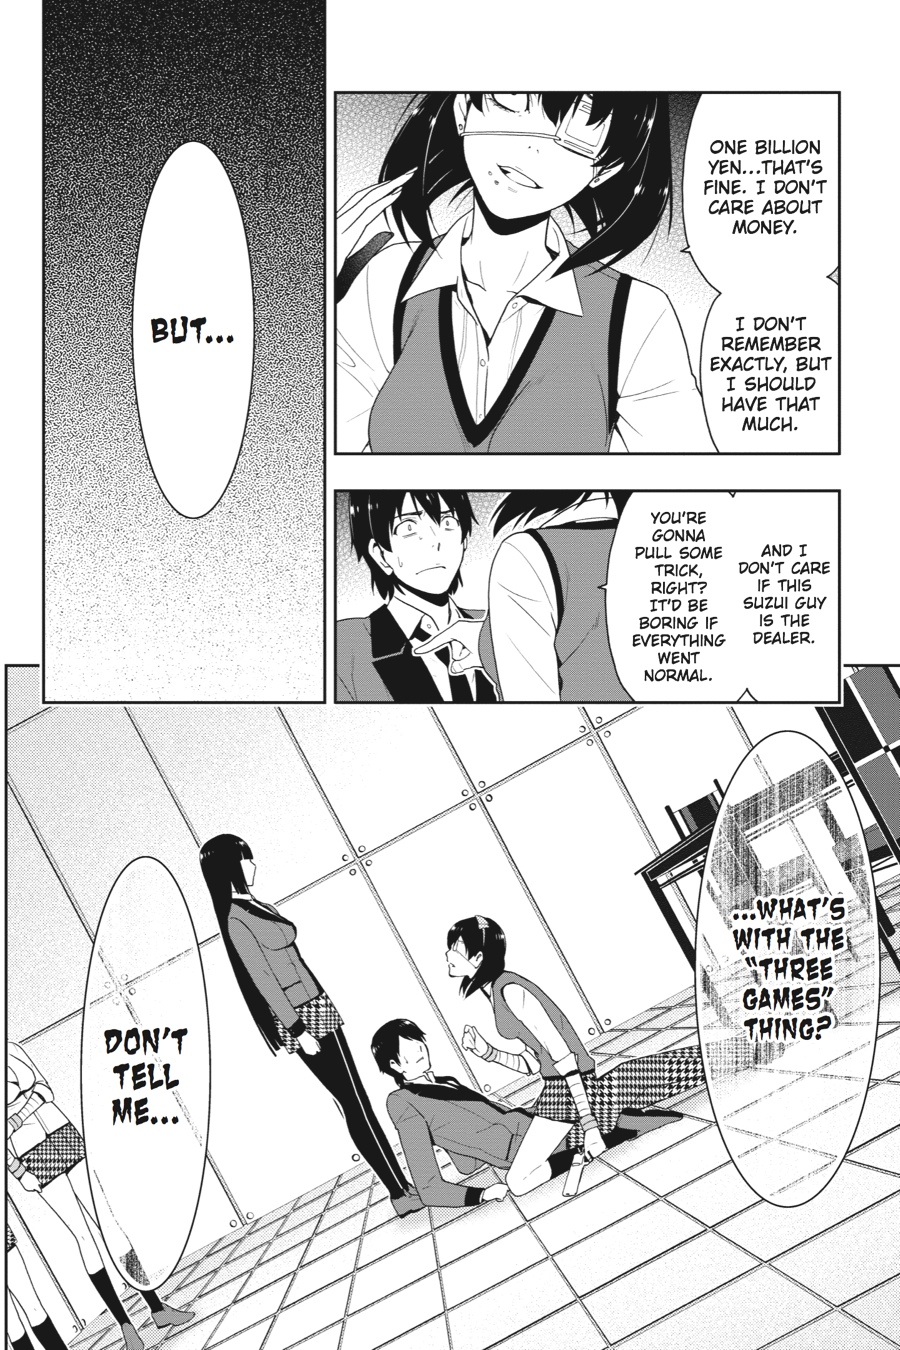 ONE BILLION
YEN...THAT'S
FINE. I DON'T
CARE ABOUT
MONEY.
I DON'T
REMEMBER
EXACTLY, BUT
I SHOULD
HAVE THAT
MUCH.
AND I
DON'T CARE
IF THIS
SUZUI GUY
IS THE
DEALER.
YOU'RE
GONNA
PULL SOME
TRICK,
RIGHT?
IT'D BE
BORING IF
EVERYTHING
WENT
NORMAL.
BUT...
...WHAT'S
WITH THE
"THREE
GAMES"
THING?
DON'T
TELL
ME...